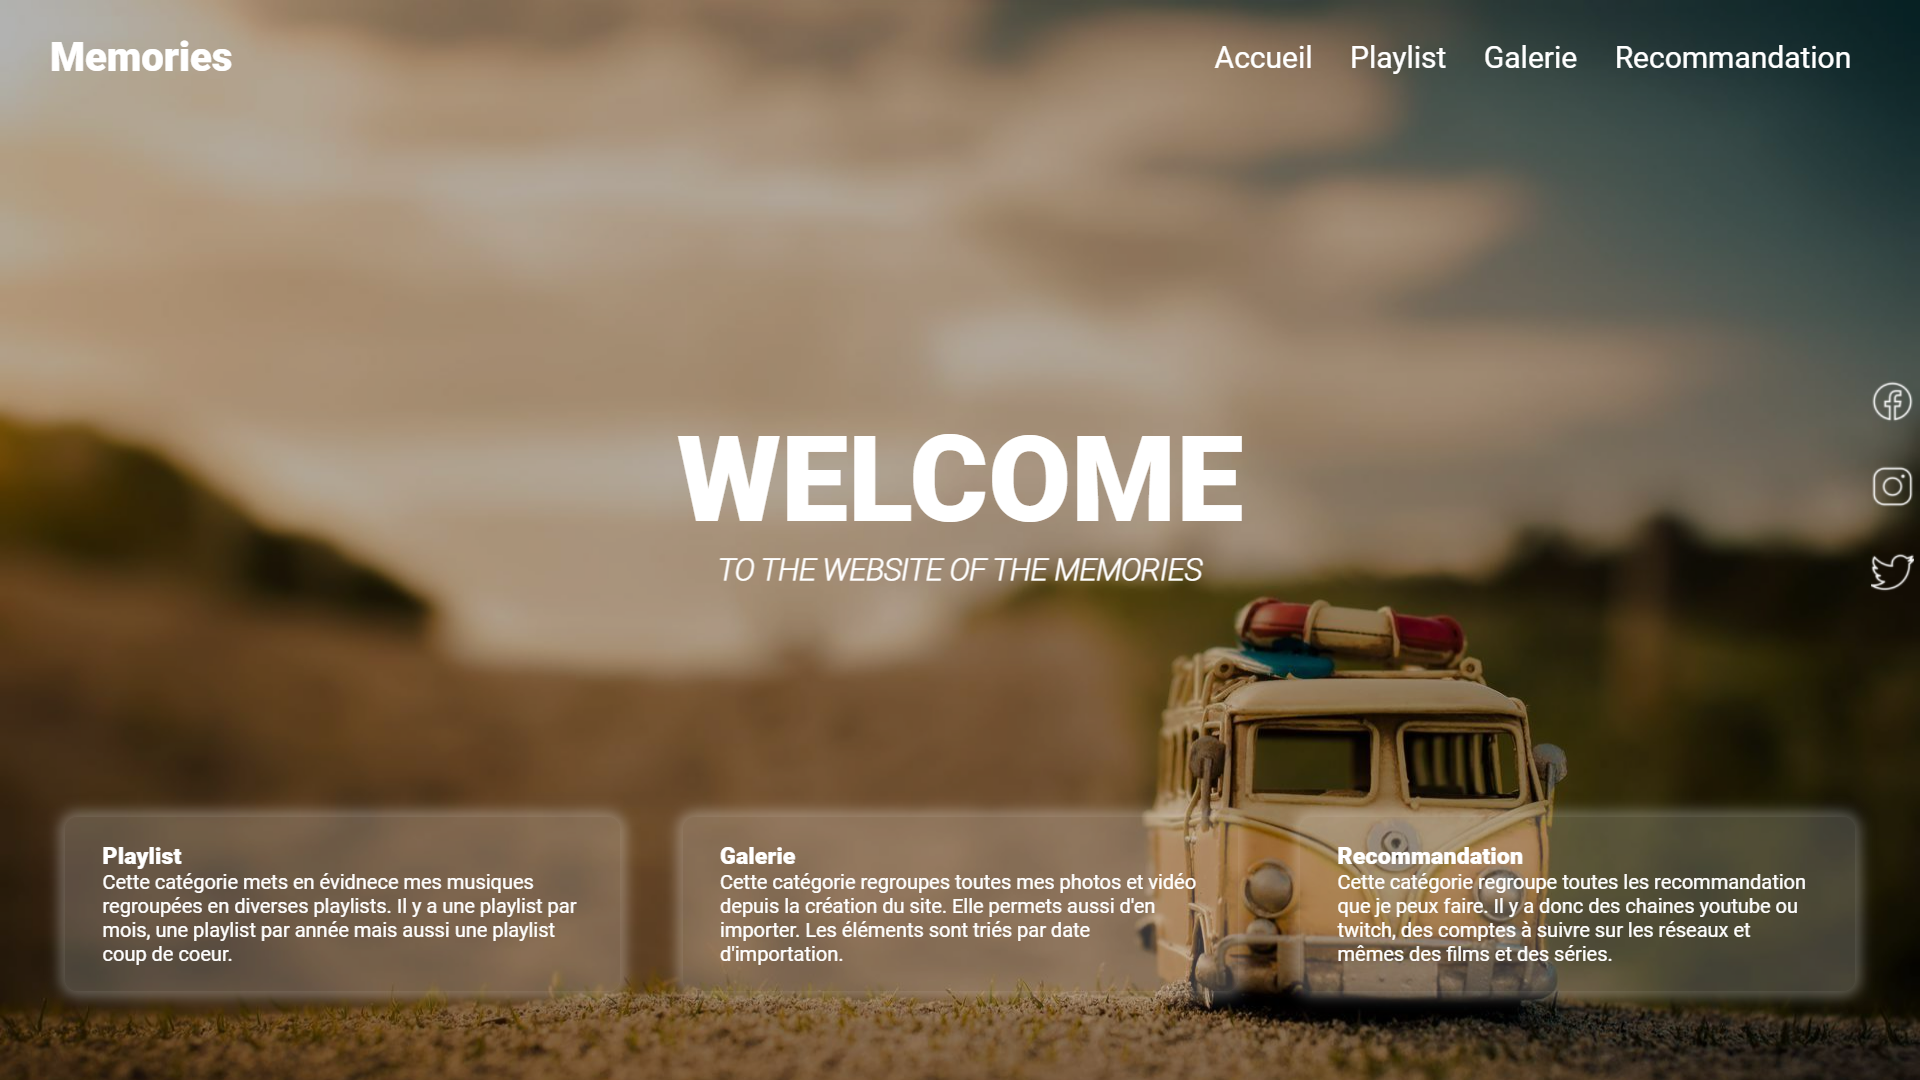 Memories
Accueil Playlist Galerie Recommandation
WELCOME
TO THE WEBSITE OF THE MEMORIES
Playlist
Cette catégorie mets en évidnece mes musiques
regroupées en diverses playlists. Il y a une playlist par
mois, une playlist par année mais aussi une playlist
coup de coeur.
Galerie
Cette catégorie regroupes toutes mes photos et vidéo
depuis la création du site. Elle permets aussi d'en
importer. Les éléments sont triés par date
d'importation.
Recommandation
Cette catégorie regroupe toutes les recommandation
que je peux faire. Il y a donc des chaines youtube ou
twitch, des comptes à suivre sur les réseaux et
mêmes des films et des séries.